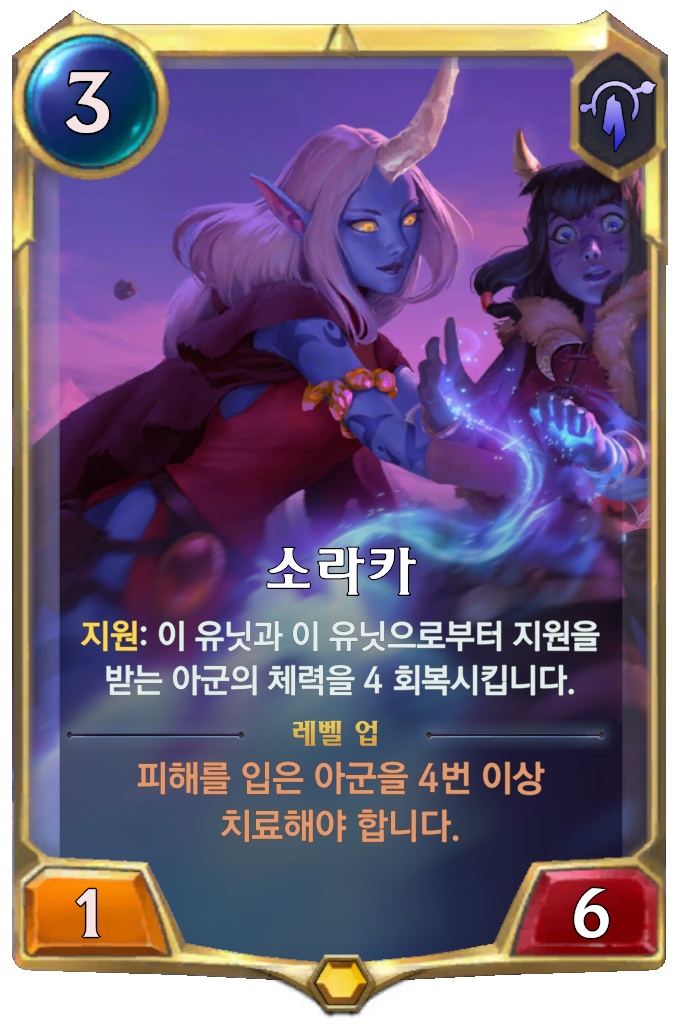 3
소라카
지원: 이 유닛과 이 유닛으로부터 지원을
받는 아군의 체력을 4 회복시킵니다.
레벨 업
피해를 입은 아군을 4번 이상
치료해야 합니다.
1
6